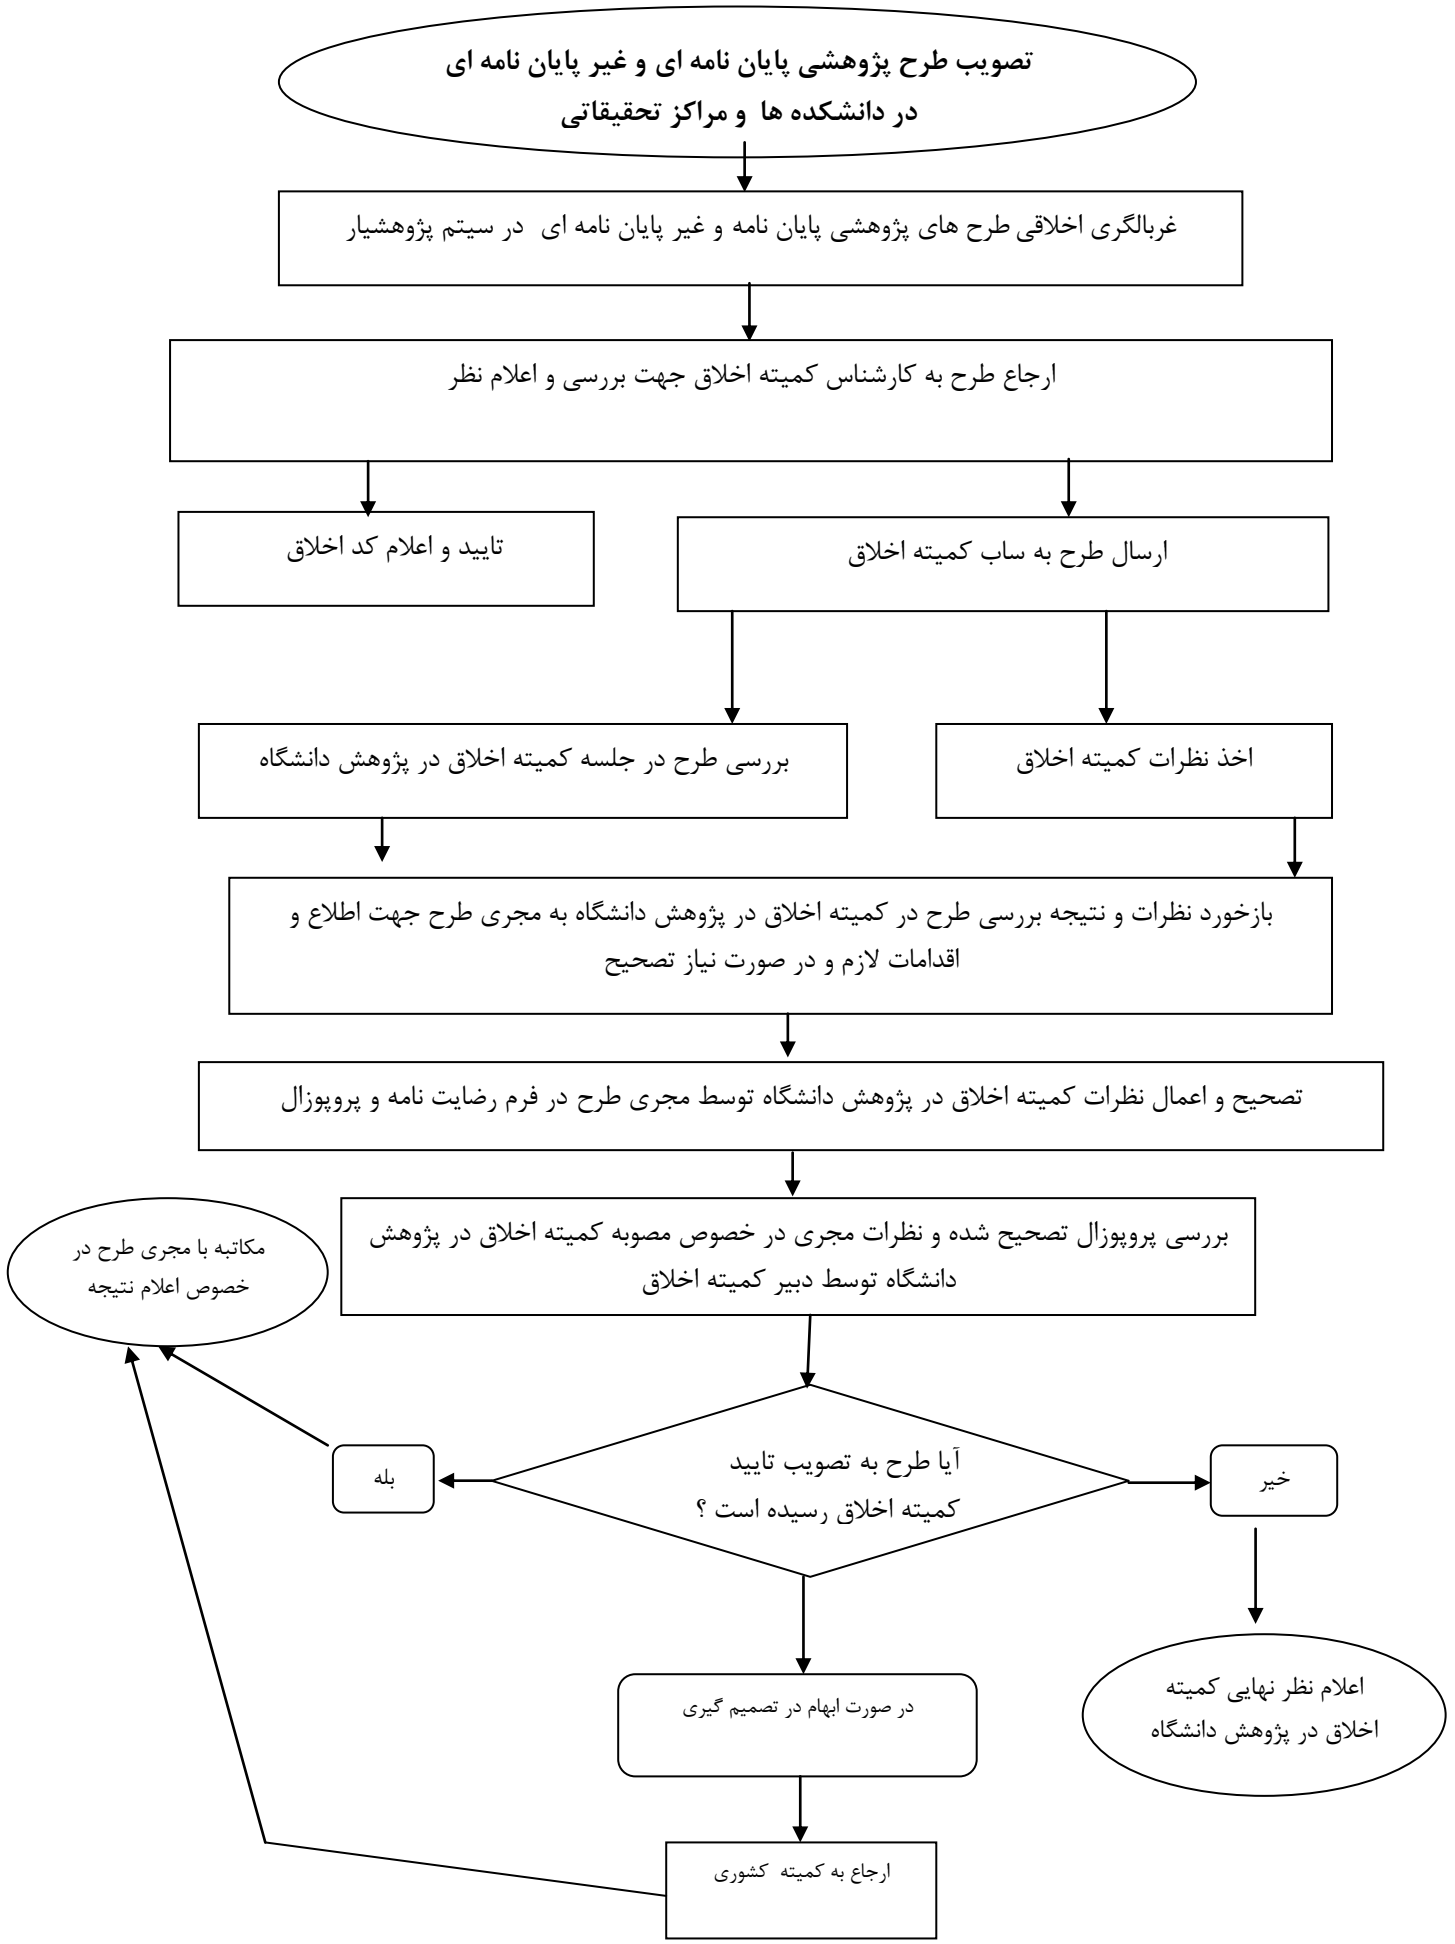 تصویب طرح پژوهشی پایان نامه ای و غیر پایان نامه ای
در دانشکده ها و مراکز تحقیقاتی
غربالگری اخلاقی طرح های پژوهشی پایان نامه و غیر پایان نامه ای در سیتم پژوهشیار
ارجاع طرح به کارشناس کمیته اخلاق جهت بررسی و اعلام نظر
ارسال طرح به ساب کمیته اخلاق
تایید و اعلام کد اخلاق
اخذ نظرات کمیته اخلاق
بررسی طرح در جلسه کمیته اخلاق در پژوهش دانشگاه
بازخورد نظرات و نتیجه بررسی طرح در کمیته اخلاق در پژوهش دانشگاه به مجری طرح جهت اطلاع و
اقدامات لازم و در صورت نیاز تصحیح
تصحیح و اعمال نظرات کمیته اخلاق در پژوهش دانشگاه توسط مجری طرح در فرم رضایت نامه و پروپوزال
بررسی پروپوزال تصحیح شده و نظرات مجری در خصوص مصوبه کمیته اخلاق در پژوهش
دانشگاه توسط دبیر کمیته اخلاق
مکاتبه با مجری طرح در
خصوص اعلام نتیجه
آیا طرح به تصویب تایید
کمیته اخلاق رسیده است ؟
خیر
بله
اعلام نظر نهایی کمیته
اخلاق در پژوهش دانشگاه
در صورت ابهام در تصمیم گیری
ارجاع به کمیته کشوری